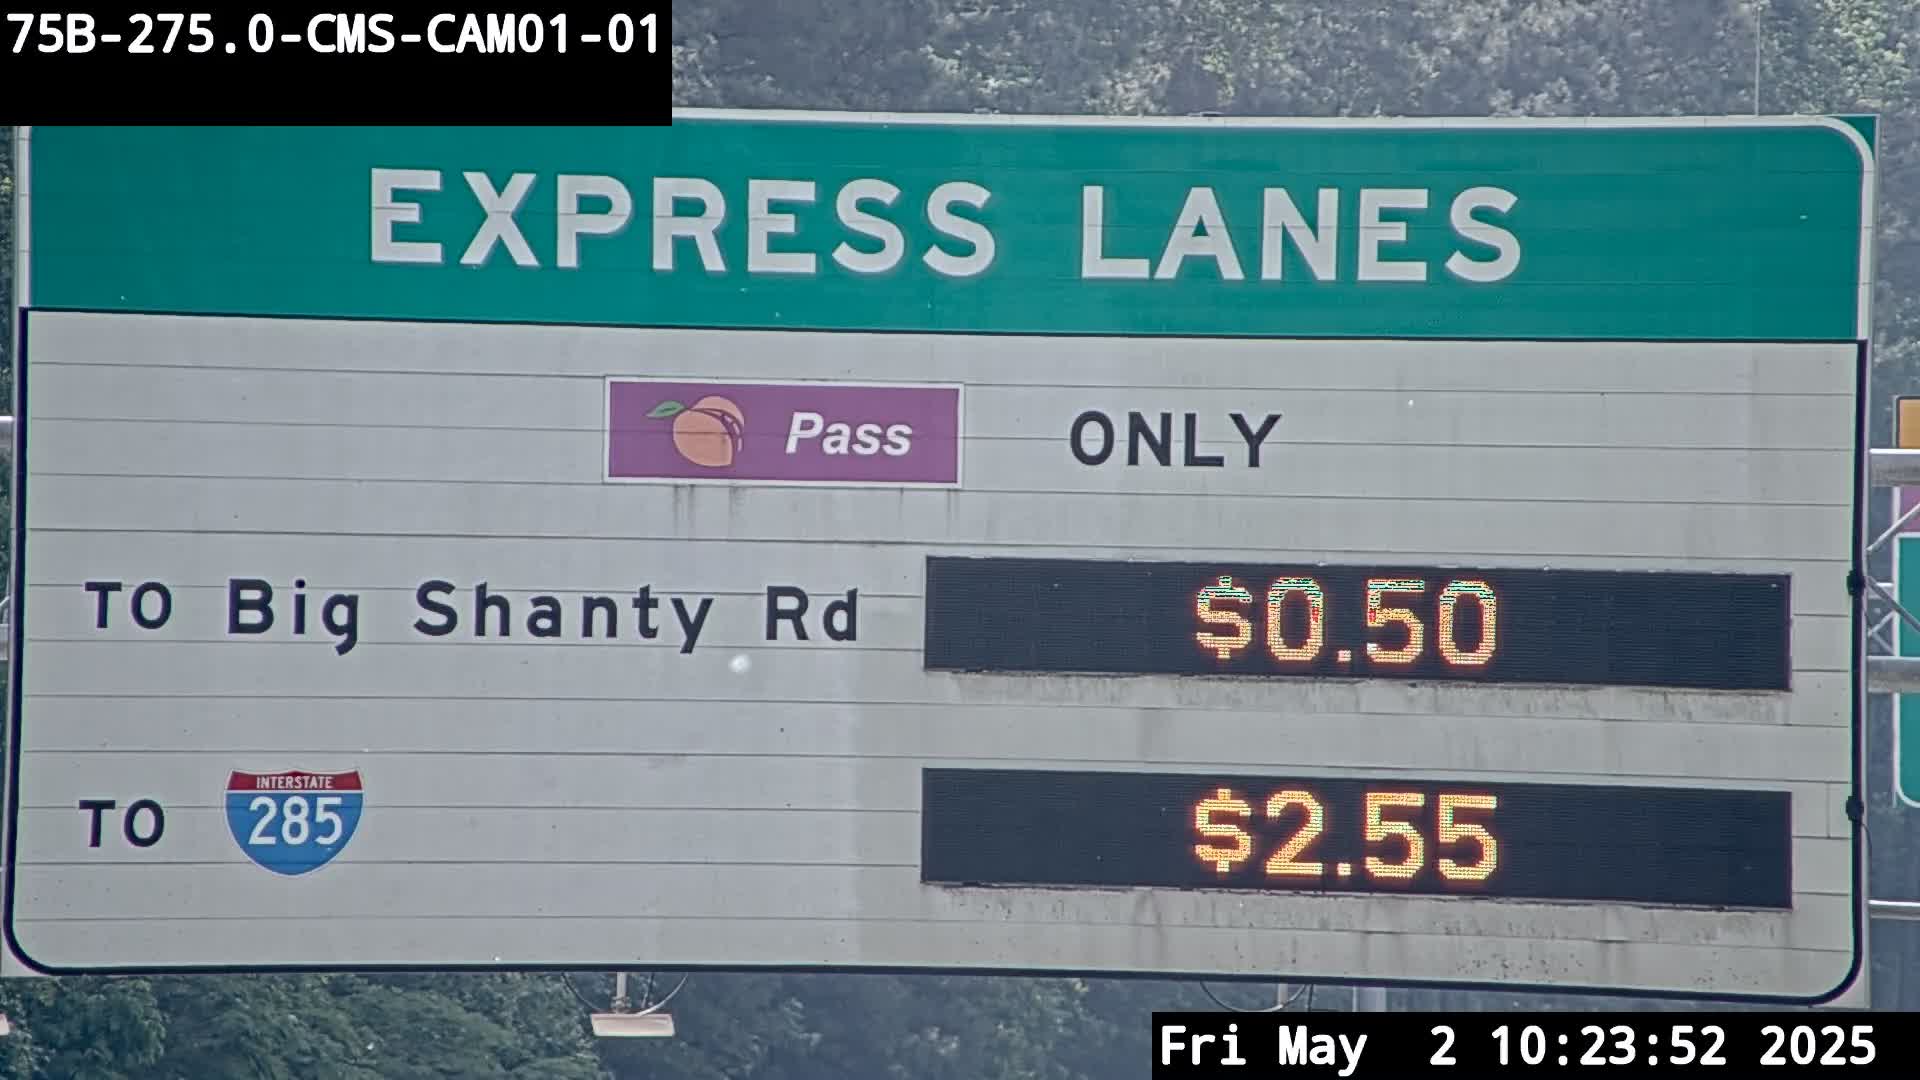 75B-275.0-CMS-CAM01-01
EXPRESS LANES
Pass ONLY
TO Big Shanty Rd $0.50
INTERSTATE
TO 285 $2.55
Fri May 2 10:23:52 2025